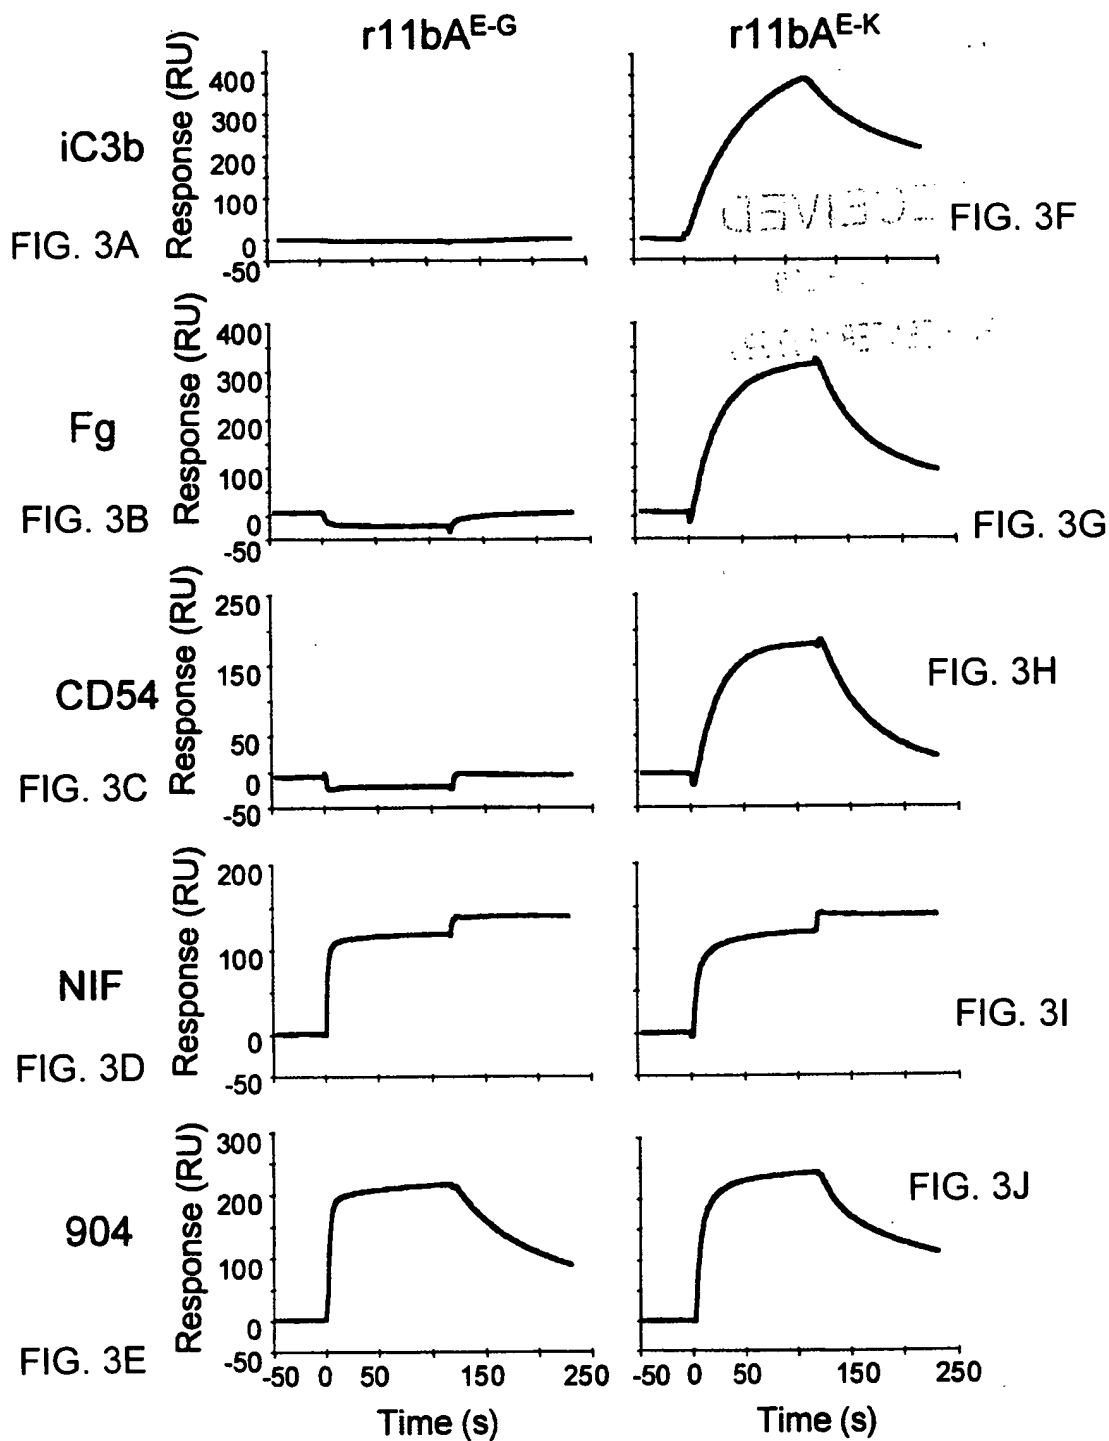 r11bA^E-G
r11bA^E-K
iC3b
FIG. 3A
Response (RU)
400
300
200
100
0
-50
FIG. 3F
Fg
FIG. 3B
Response (RU)
400
300
200
100
0
-50
FIG. 3G
CD54
FIG. 3C
Response (RU)
250
150
50
0
-50
FIG. 3H
NIF
FIG. 3D
Response (RU)
200
100
0
-50
FIG. 3I
904
FIG. 3E
Response (RU)
300
200
100
0
-50
FIG. 3J
-50 0 50 150 250
Time (s)
-50 0 50 150 250
Time (s)